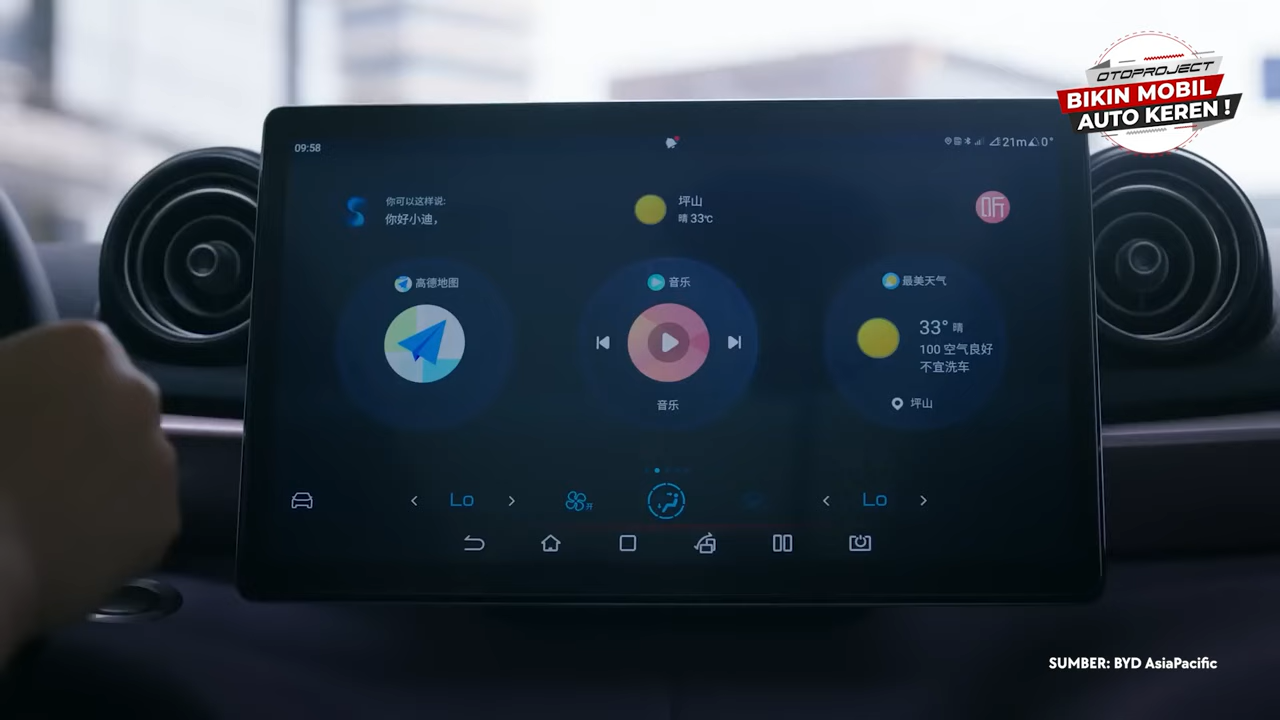 OTOPROJECT
BIKIN MOBIL
AUTO KEREN !
09:58
21m
0°
你可以这样说:
你好小迪，
坪山
晴 33℃
听
高德地图
音乐
最美天气
33° 晴
100 空气良好
不宜洗车
音乐
坪山
Lo
开
Lo
SUMBER: BYD AsiaPacific